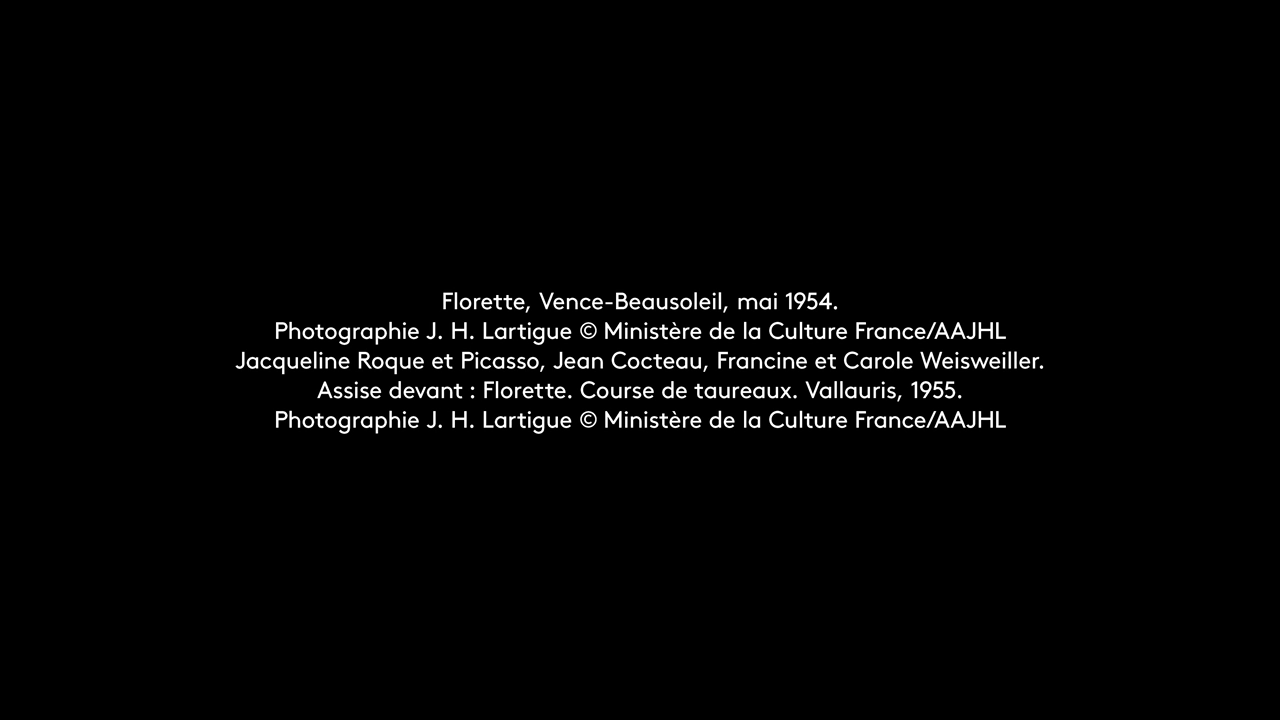 Florette, Vence-Beausoleil, mai 1954.
Photographie J. H. Lartigue © Ministère de la Culture France/AAJHL
Jacqueline Roque et Picasso, Jean Cocteau, Francine et Carole Weisweiller.
Assise devant : Florette. Course de taureaux. Vallauris, 1955.
Photographie J. H. Lartigue © Ministère de la Culture France/AAJHL